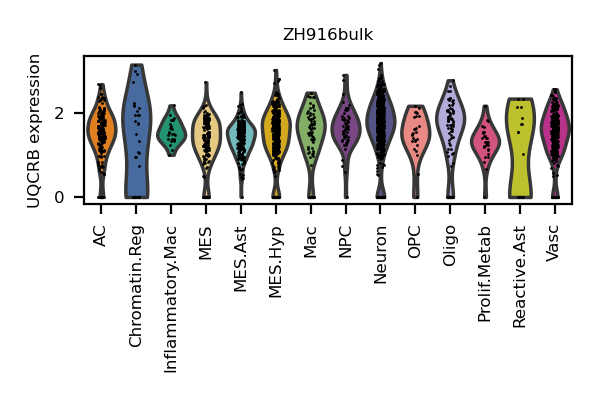 ZH916bulk
UQCRB expression
2
0
AC
Chromatin.Reg
Inflammatory.Mac
MES
MES.Ast
MES.Hyp
Mac
NPC
Neuron
OPC
Oligo
Prolif.Metab
Reactive.Ast
Vasc